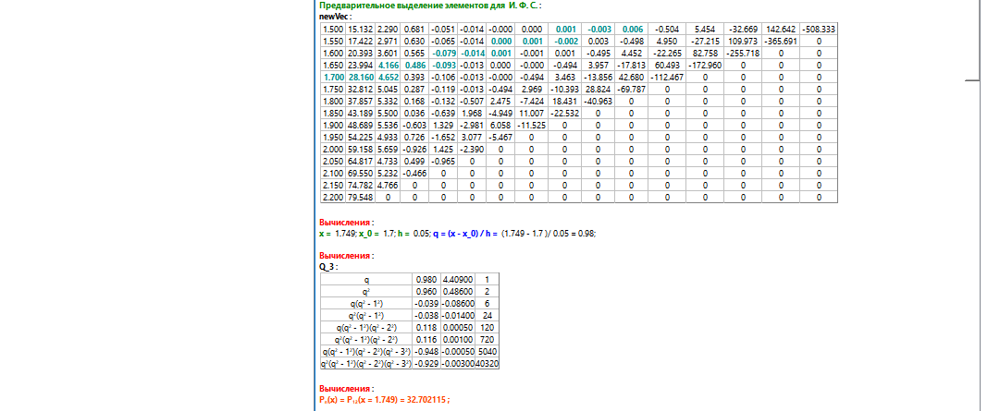 Предварительное выделение элементов для И. Ф. С. :
newVec :
1.500 15.132 2.290 0.681 -0.051 -0.014 -0.000 0.000 0.001 -0.003 0.006 -0.504 5.454 -32.669 142.642 -508.333
1.550 17.422 2.971 0.630 -0.065 -0.014 0.000 0.001 -0.002 0.003 -0.498 4.950 -27.215 109.973 -365.691 0
1.600 20.393 3.601 0.565 -0.079 -0.014 0.001 -0.001 0.001 -0.495 4.452 -22.265 82.758 -255.718 0 0
1.650 23.994 4.166 0.486 -0.093 -0.013 0.000 -0.000 -0.494 3.957 -17.813 60.493 -172.960 0 0 0
1.700 28.160 4.652 0.393 -0.106 -0.013 -0.000 -0.494 3.463 -13.856 42.680 -112.467 0 0 0 0
1.750 32.812 5.045 0.287 -0.119 -0.013 -0.494 2.969 -10.393 28.824 -69.787 0 0 0 0 0
1.800 37.857 5.332 0.168 -0.132 -0.507 2.475 -7.424 18.431 -40.963 0 0 0 0 0 0
1.850 43.189 5.500 0.036 -0.639 1.968 -4.949 11.007 -22.532 0 0 0 0 0 0 0
1.900 48.689 5.536 -0.603 1.329 -2.981 6.058 -11.525 0 0 0 0 0 0 0 0
1.950 54.225 4.933 0.726 -1.652 3.077 -5.467 0 0 0 0 0 0 0 0 0
2.000 59.158 5.659 -0.926 1.425 -2.390 0 0 0 0 0 0 0 0 0 0
2.050 64.817 4.733 0.499 -0.965 0 0 0 0 0 0 0 0 0 0 0
2.100 69.550 5.232 -0.466 0 0 0 0 0 0 0 0 0 0 0 0
2.150 74.782 4.766 0 0 0 0 0 0 0 0 0 0 0 0 0
2.200 79.548 0 0 0 0 0 0 0 0 0 0 0 0 0 0
Вычисления :
x = 1.749; x_0 = 1.7; h = 0.05; q = (x - x_0) / h = (1.749 - 1.7 )/ 0.05 = 0.98;
Вычисления :
Q_3 :
q 0.980 4.40900 1
q² 0.960 0.48600 2
q(q² - 1²) -0.039 -0.08600 6
q²(q² - 1²) -0.038 -0.01400 24
q(q² - 1²)(q² - 2²) 0.118 0.00050 120
q²(q² - 1²)(q² - 2²) 0.116 0.00100 720
q(q² - 1²)(q² - 2²)(q² - 3²) -0.948 -0.00050 5040
q²(q² - 1²)(q² - 2²)(q² - 3²) -0.929 -0.00300 40320
Вычисления :
Pₙ(x) = P₁₂(x = 1.749) = 32.702115 ;